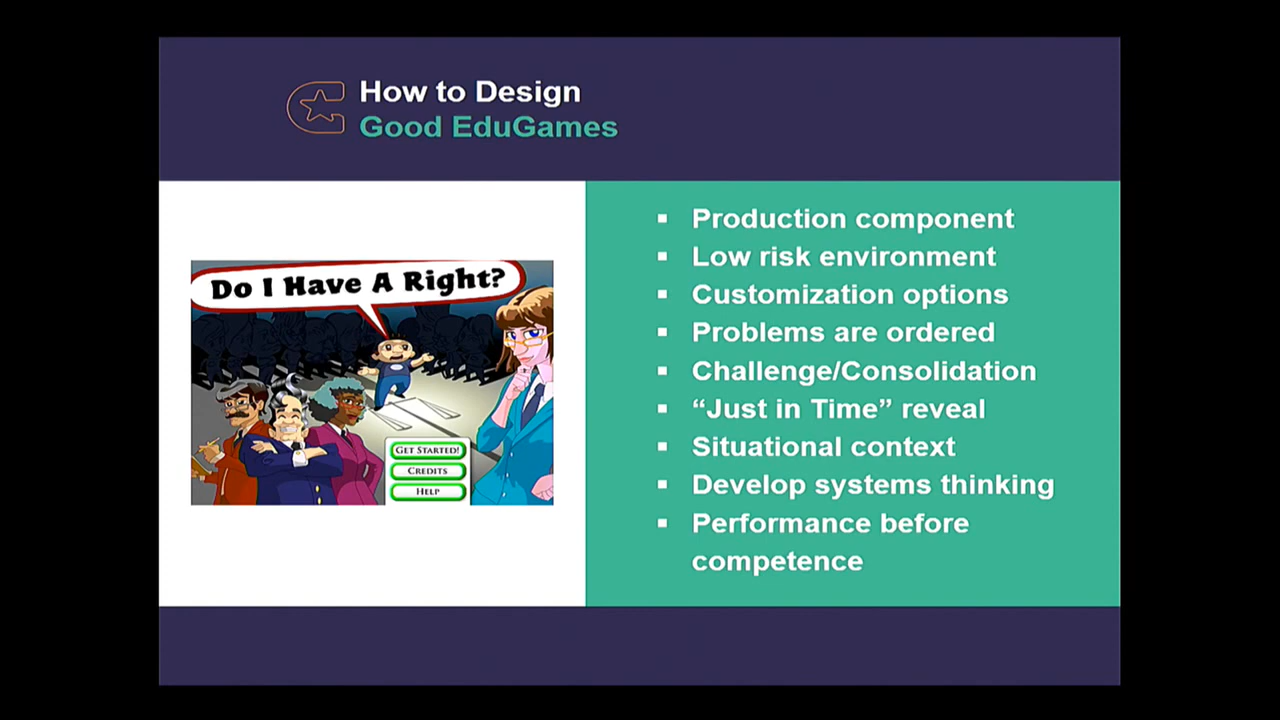 How to Design
Good EduGames
Do I Have A Right?
GET STARTED!
CREDITS
HELP
▪ Production component
▪ Low risk environment
▪ Customization options
▪ Problems are ordered
▪ Challenge/Consolidation
▪ “Just in Time” reveal
▪ Situational context
▪ Develop systems thinking
▪ Performance before
competence